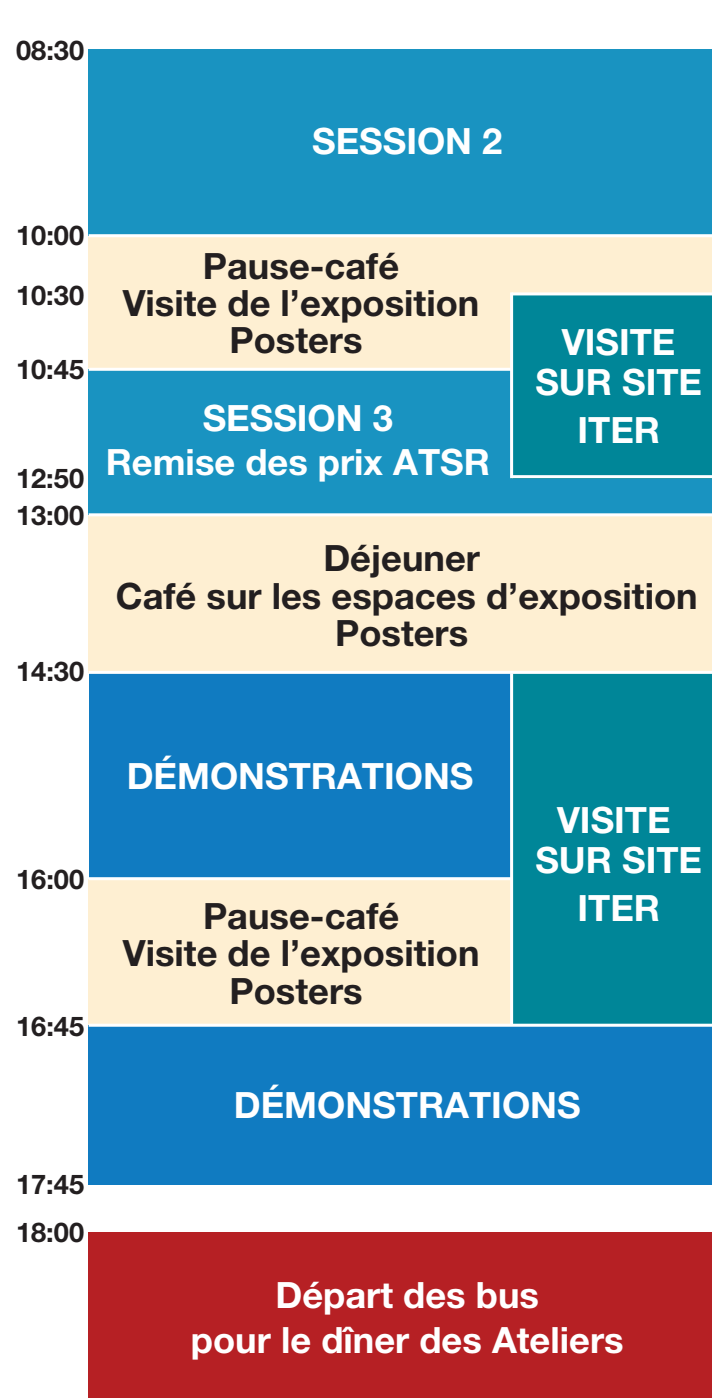 08:30
SESSION 2
10:00
Pause-café
10:30
Visite de l’exposition
Posters
VISITE
SUR SITE
ITER
10:45
SESSION 3
Remise des prix ATSR
12:50
13:00
Déjeuner
Café sur les espaces d’exposition
Posters
14:30
DÉMONSTRATIONS
VISITE
SUR SITE
ITER
16:00
Pause-café
Visite de l’exposition
Posters
16:45
DÉMONSTRATIONS
17:45
18:00
Départ des bus
pour le dîner des Ateliers